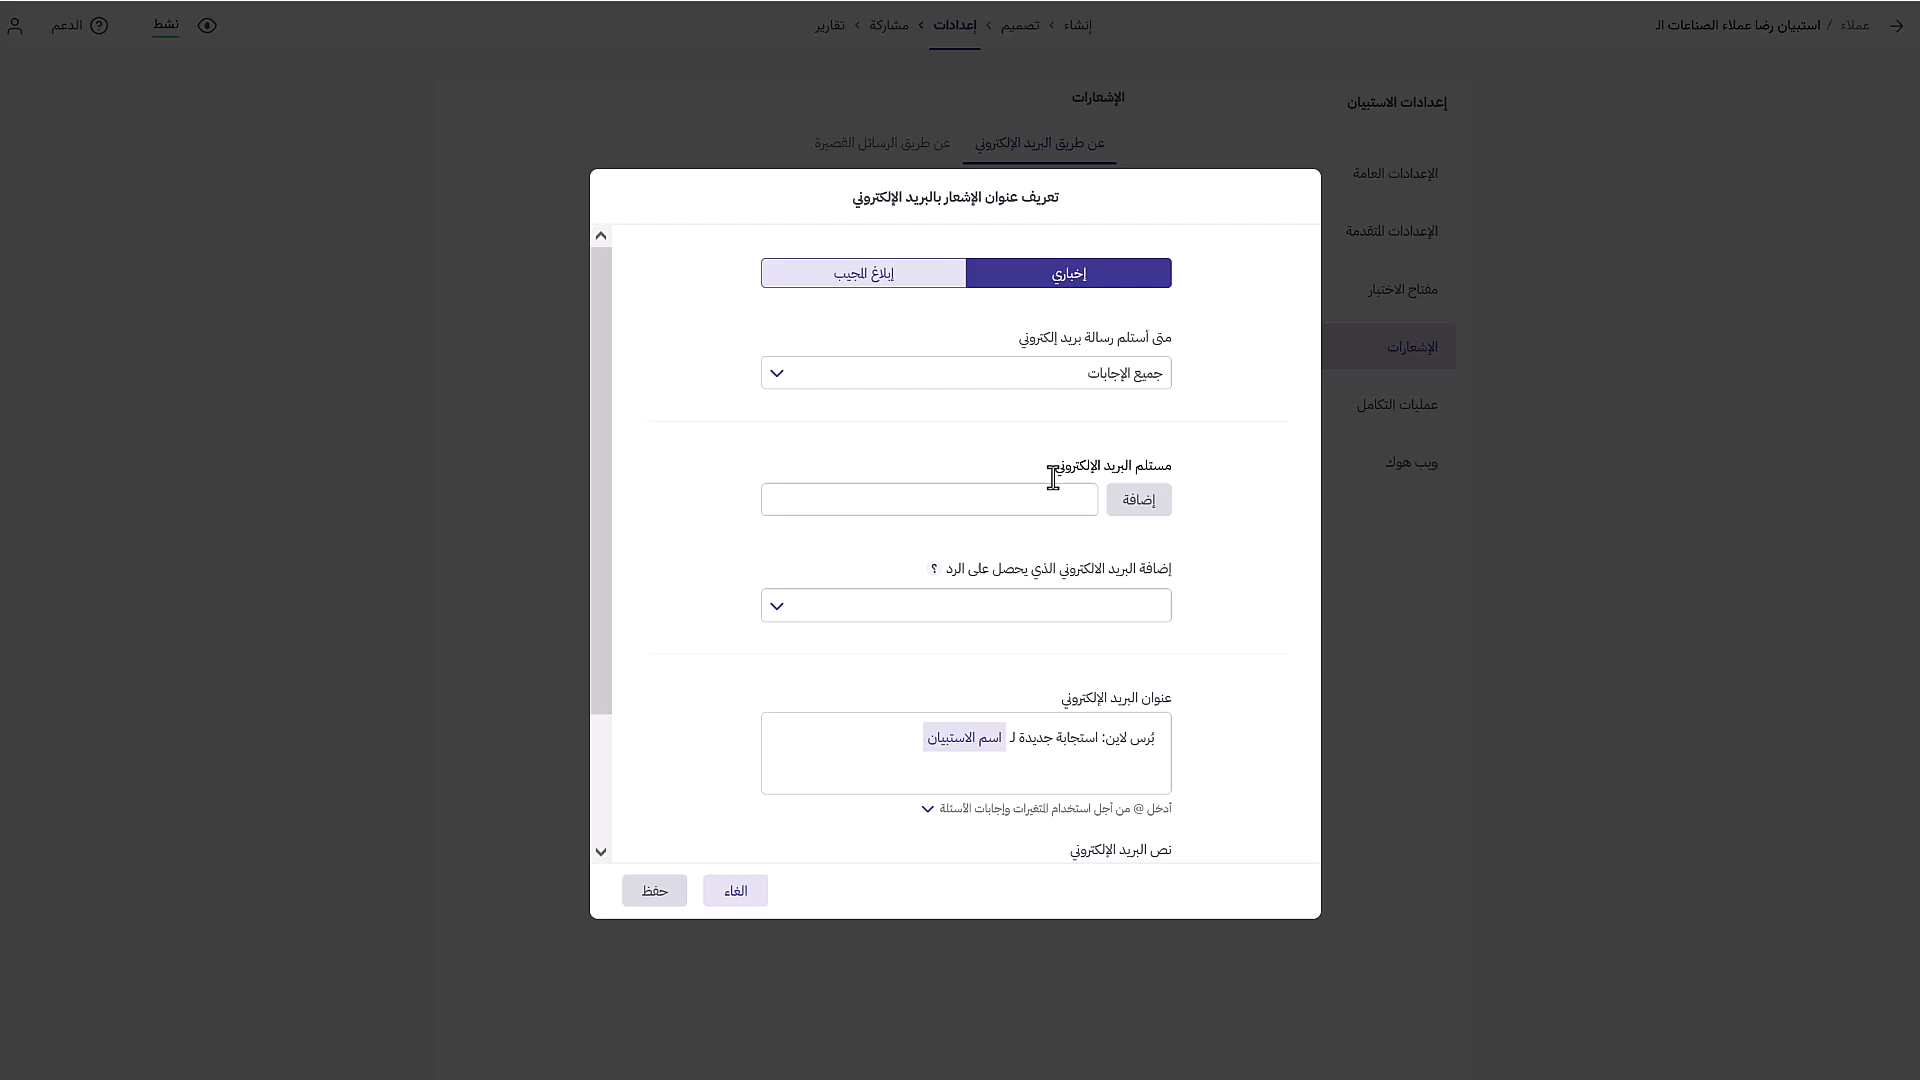 عملاء / استبيان رضا عملاء الصناعات الـ
إنشاء
تصميم
إعدادات
مشاركة
تقارير
نشط
الدعم
إعدادات الاستبيان
الإعدادات العامة
الإعدادات المتقدمة
مفتاح الاختبار
الإشعارات
عمليات التكامل
ويب هوك
الإشعارات
عن طريق البريد الإلكتروني
عن طريق الرسائل القصيرة
تعريف عنوان الإشعار بالبريد الإلكتروني
إخباري
إبلاغ المجيب
متى أستلم رسالة بريد إلكتروني
جميع الإجابات
مستلم البريد الإلكتروني
إضافة
إضافة البريد الالكتروني الذي يحصل على الرد ؟
عنوان البريد الإلكتروني
بُرس لاين: استجابة جديدة لـ اسم الاستبيان
أدخل @ من أجل استخدام المتغيرات وإجابات الأسئلة
نص البريد الإلكتروني
الغاء
حفظ